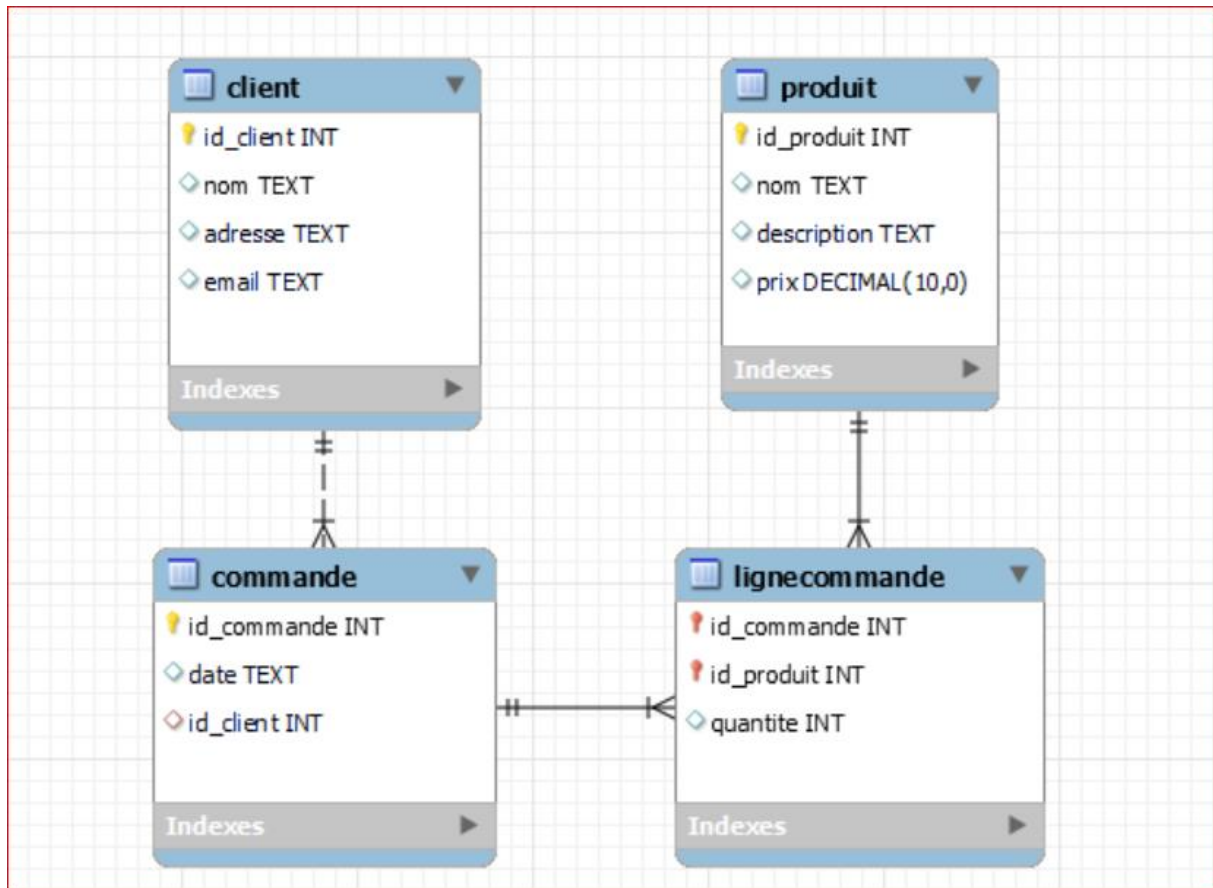 client
id_client INT
nom TEXT
adresse TEXT
email TEXT
Indexes
produit
id_produit INT
nom TEXT
description TEXT
prix DECIMAL(10,0)
Indexes
commande
id_commande INT
date TEXT
id_client INT
Indexes
lignecommande
id_commande INT
id_produit INT
quantite INT
Indexes